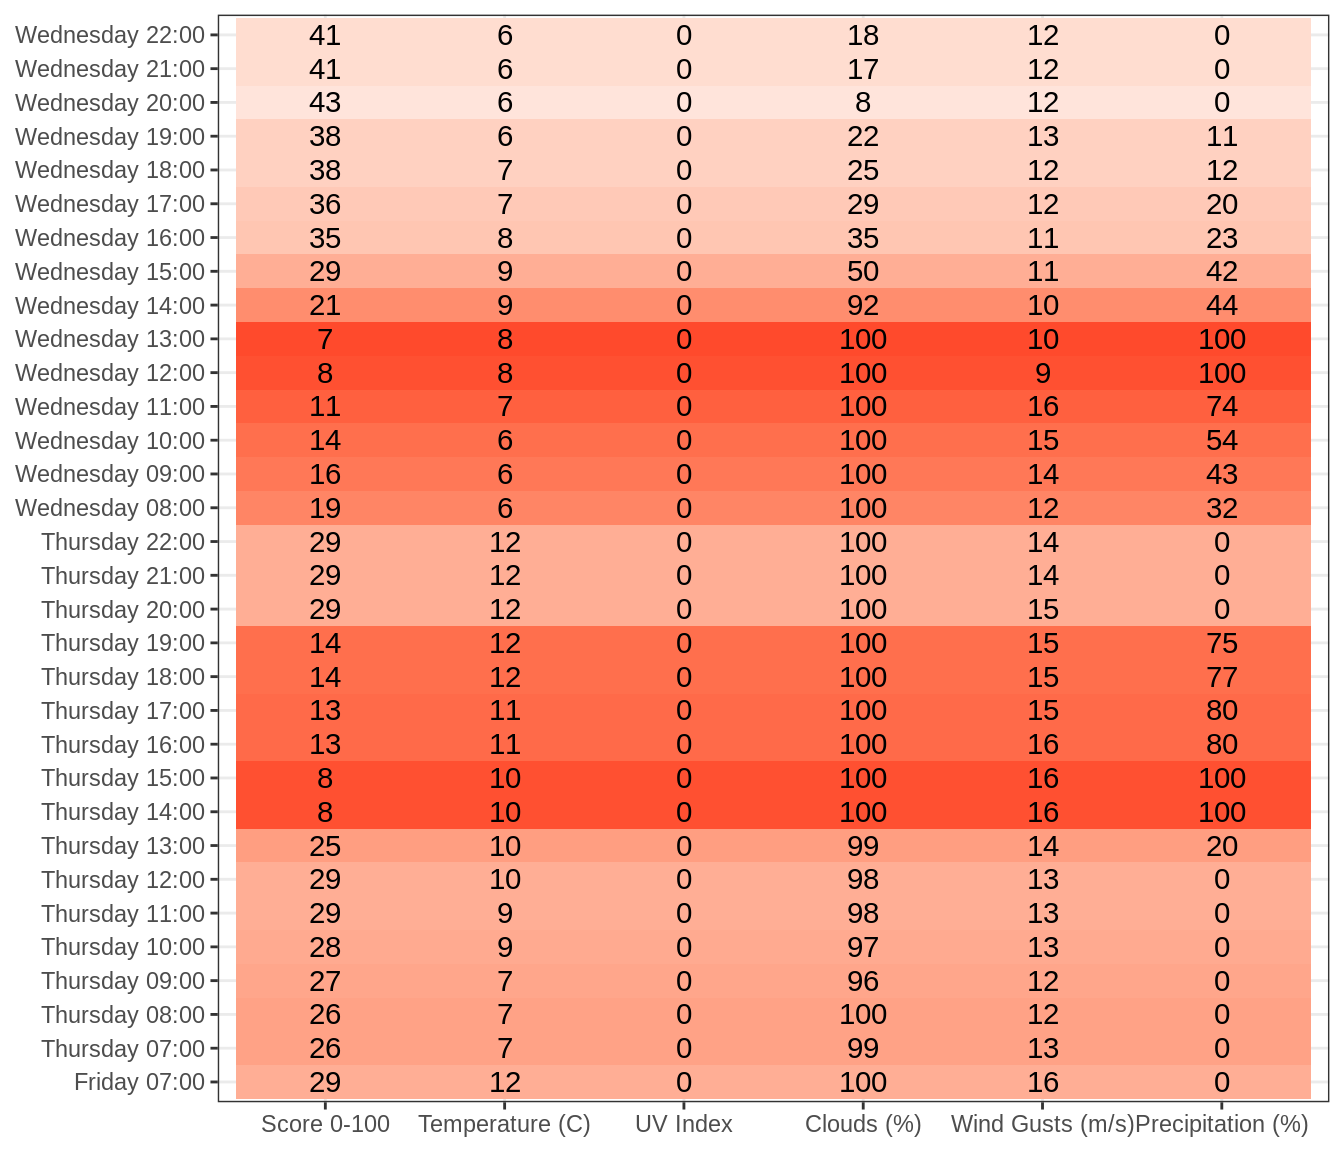 Wednesday 22:00 41 6 0 18 12 0
Wednesday 21:00 41 6 0 17 12 0
Wednesday 20:00 43 6 0 8 12 0
Wednesday 19:00 38 6 0 22 13 11
Wednesday 18:00 38 7 0 25 12 12
Wednesday 17:00 36 7 0 29 12 20
Wednesday 16:00 35 8 0 35 11 23
Wednesday 15:00 29 9 0 50 11 42
Wednesday 14:00 21 9 0 92 10 44
Wednesday 13:00 7 8 0 100 10 100
Wednesday 12:00 8 8 0 100 9 100
Wednesday 11:00 11 7 0 100 16 74
Wednesday 10:00 14 6 0 100 15 54
Wednesday 09:00 16 6 0 100 14 43
Wednesday 08:00 19 6 0 100 12 32
Thursday 22:00 29 12 0 100 14 0
Thursday 21:00 29 12 0 100 14 0
Thursday 20:00 29 12 0 100 15 0
Thursday 19:00 14 12 0 100 15 75
Thursday 18:00 14 12 0 100 15 77
Thursday 17:00 13 11 0 100 15 80
Thursday 16:00 13 11 0 100 16 80
Thursday 15:00 8 10 0 100 16 100
Thursday 14:00 8 10 0 100 16 100
Thursday 13:00 25 10 0 99 14 20
Thursday 12:00 29 10 0 98 13 0
Thursday 11:00 29 9 0 98 13 0
Thursday 10:00 28 9 0 97 13 0
Thursday 09:00 27 7 0 96 12 0
Thursday 08:00 26 7 0 100 12 0
Thursday 07:00 26 7 0 99 13 0
Friday 07:00 29 12 0 100 16 0
Score 0-100 Temperature (C) UV Index Clouds (%) Wind Gusts (m/s) Precipitation (%)